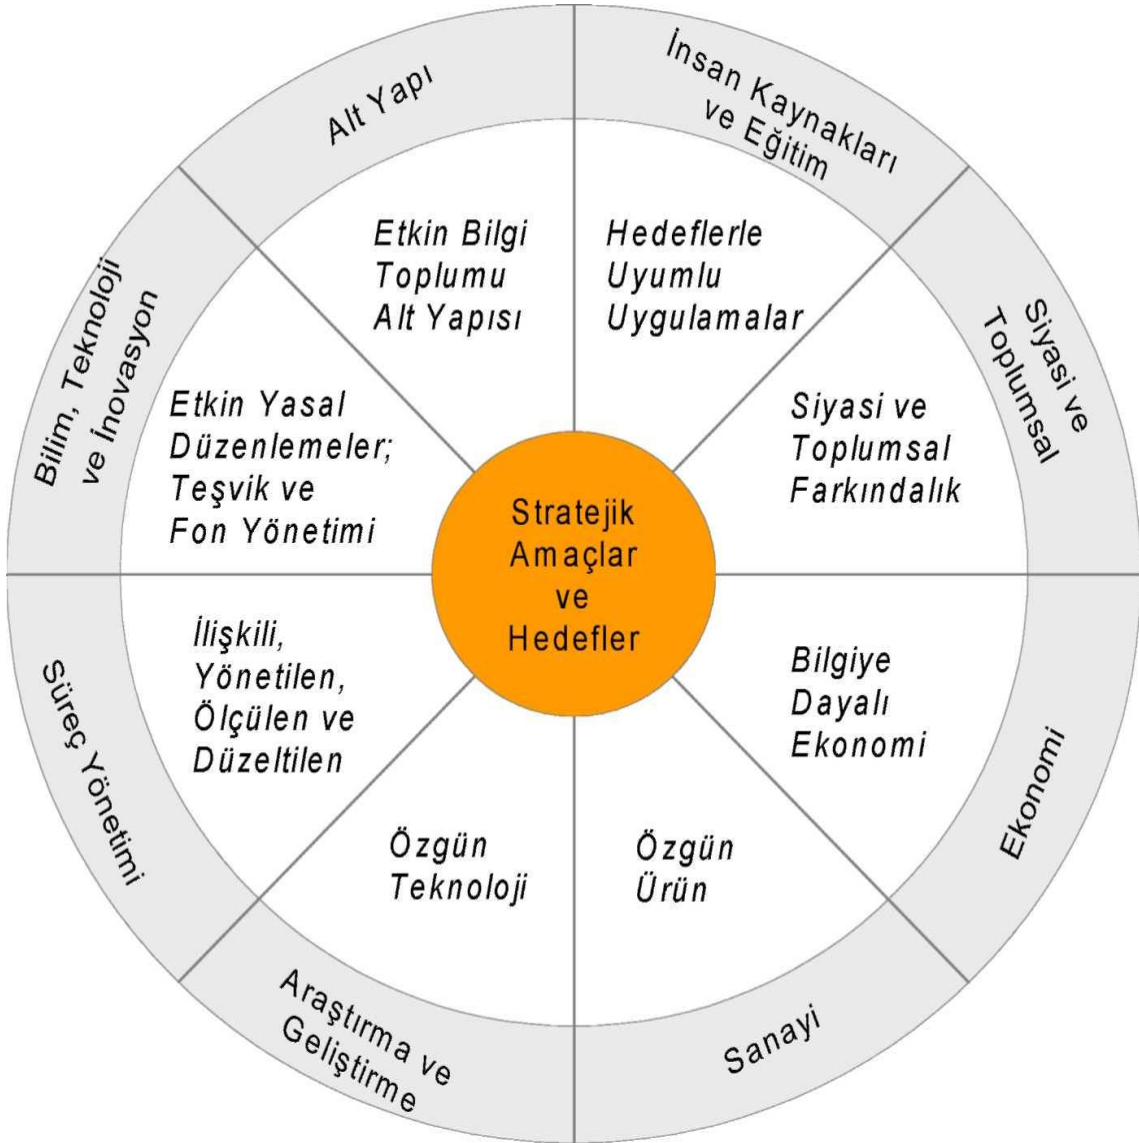 İnsan Kaynakları
ve Eğitim
Hedeflerle
Uyumlu
Uygulamalar
Siyasi ve
Toplumsal
Siyasi ve
Toplumsal
Farkındalık
Ekonomi
Bilgiye
Dayalı
Ekonomi
Sanayi
Özgün
Ürün
Araştırma ve
Geliştirme
Özgün
Teknoloji
Süreç Yönetimi
İlişkili,
Yönetilen,
Ölçülen ve
Düzeltilen
Bilim, Teknoloji
ve İnovasyon
Etkin Yasal
Düzenlemeler;
Teşvik ve
Fon Yönetimi
Alt Yapı
Etkin Bilgi
Toplumu
Alt Yapısı
Stratejik
Amaçlar
ve
Hedefler